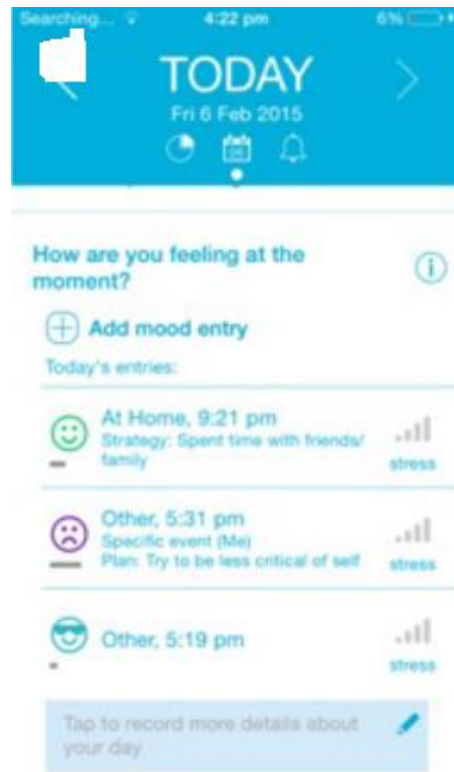 Searching... 4:22 pm 6%
TODAY
Fri 6 Feb 2015
How are you feeling at the
moment?
Add mood entry
Today's entries:
At Home, 9:21 pm
Strategy: Spent time with friends/
family
stress
Other, 5:31 pm
Specific event (Me)
Plan: Try to be less critical of self
stress
Other, 5:19 pm
stress
Tap to record more details about
your day